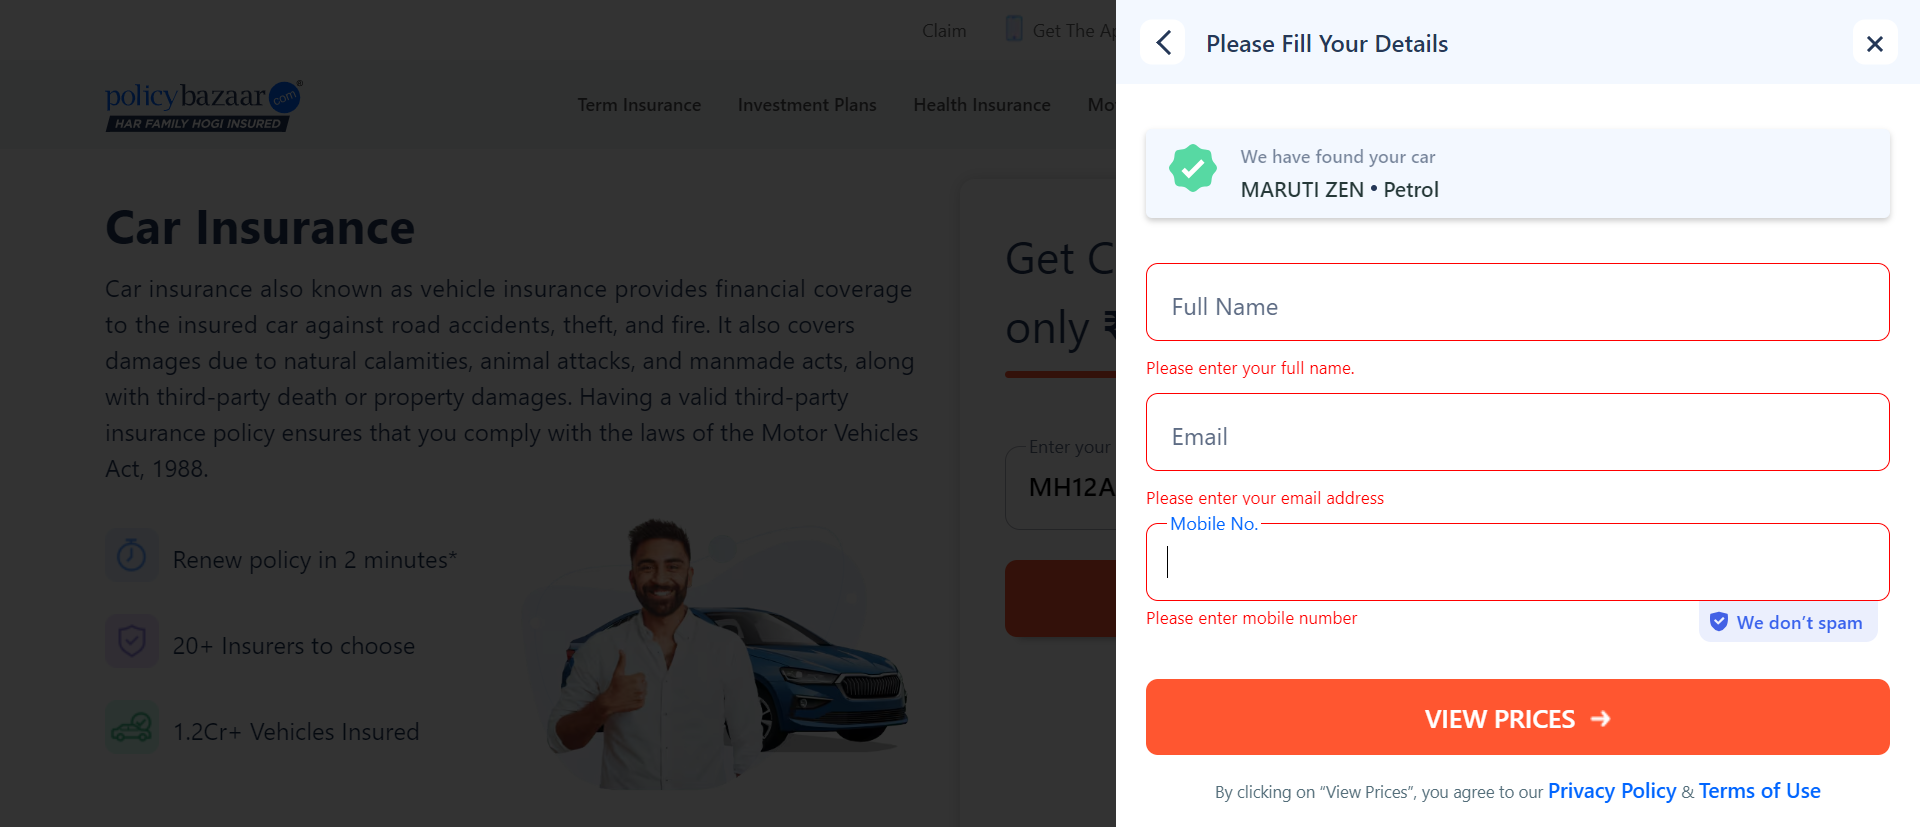 Claim
Get The
policybazaar.com
HAR FAMILY HOGI INSURED
Term Insurance
Investment Plans
Health Insurance
Car Insurance
Car insurance also known as vehicle insurance provides financial coverage
to the insured car against road accidents, theft, and fire. It also covers
damages due to natural calamities, animal attacks, and manmade acts, along
with third-party death or property damages. Having a valid third-party
insurance policy ensures that you comply with the laws of the Motor Vehicles
Act, 1988.
Renew policy in 2 minutes*
20+ Insurers to choose
1.2Cr+ Vehicles Insured
Get
only ₹
Enter your
MH12A
Please Fill Your Details
We have found your car
MARUTI ZEN • Petrol
Full Name
Please enter your full name.
Email
Please enter your email address
Mobile No.
Please enter mobile number
We don't spam
VIEW PRICES →
By clicking on “View Prices”, you agree to our Privacy Policy & Terms of Use